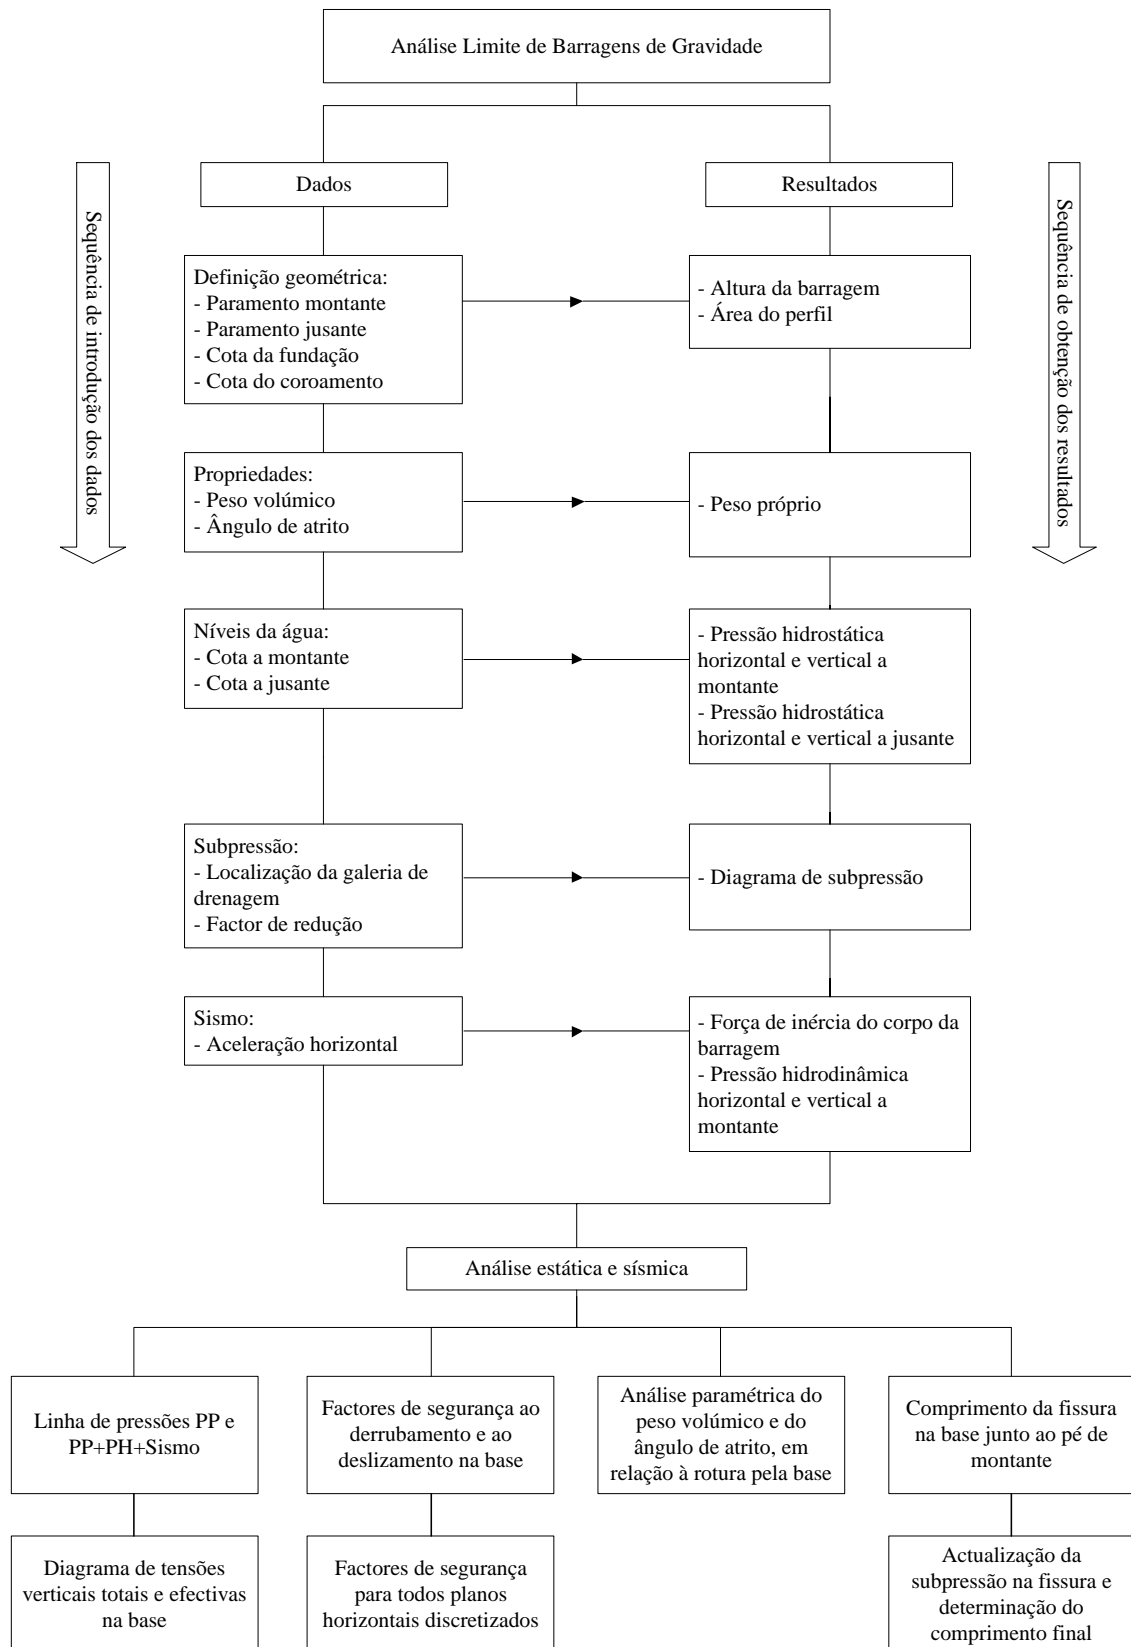 Análise Limite de Barragens de Gravidade
Dados
Resultados
Sequência de introdução dos dados
Sequência de obtenção dos resultados
Definição geométrica:
- Paramento montante
- Paramento jusante
- Cota da fundação
- Cota do coroamento
- Altura da barragem
- Área do perfil
Propriedades:
- Peso volúmico
- Ângulo de atrito
- Peso próprio
Níveis da água:
- Cota a montante
- Cota a jusante
- Pressão hidrostática
horizontal e vertical a
montante
- Pressão hidrostática
horizontal e vertical a jusante
Subpressão:
- Localização da galeria de
drenagem
- Factor de redução
- Diagrama de subpressão
Sismo:
- Aceleração horizontal
- Força de inércia do corpo da
barragem
- Pressão hidrodinâmica
horizontal e vertical a
montante
Análise estática e sísmica
Linha de pressões PP e
PP+PH+Sismo
Factores de segurança ao
derrubamento e ao
deslizamento na base
Análise paramétrica do
peso volúmico e do
ângulo de atrito, em
relação à rotura pela base
Comprimento da fissura
na base junto ao pé de
montante
Diagrama de tensões
verticais totais e efectivas
na base
Factores de segurança
para todos planos
horizontais discretizados
Actualização da
subpressão na fissura e
determinação do
comprimento final